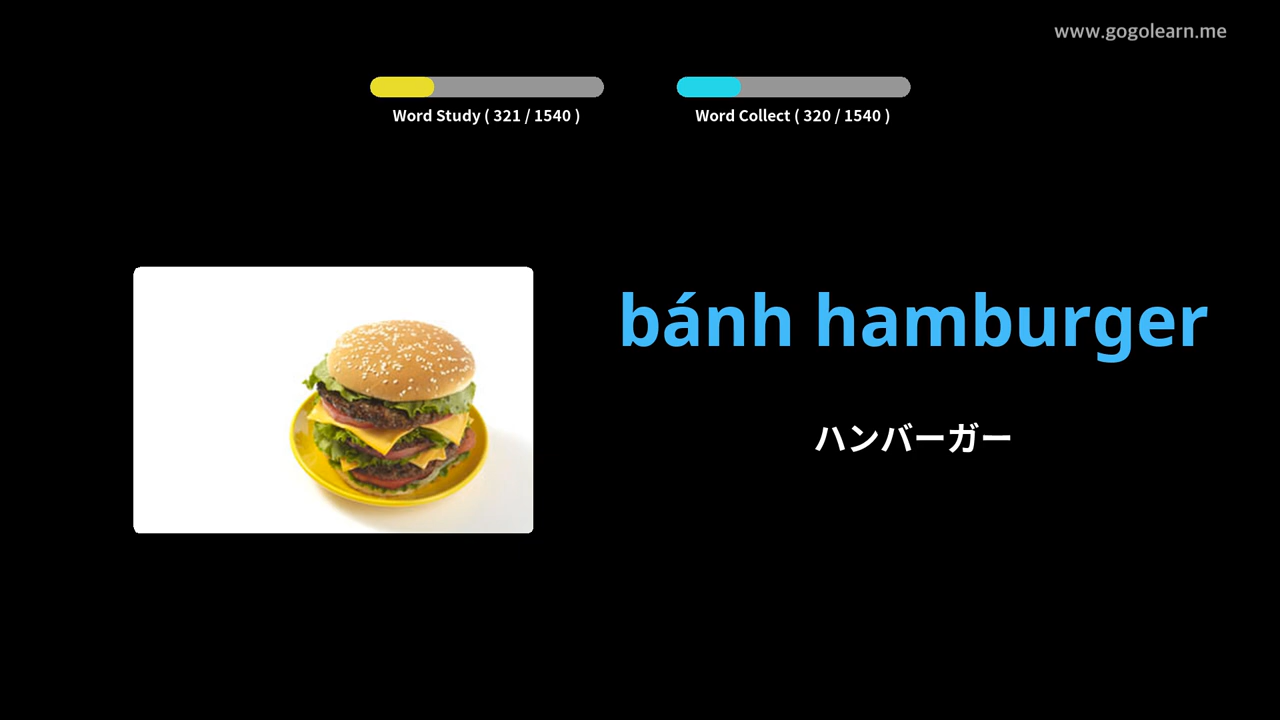 www.gogolearn.me
Word Study ( 321 / 1540 )
Word Collect ( 320 / 1540 )
bánh hamburger
ハンバーガー